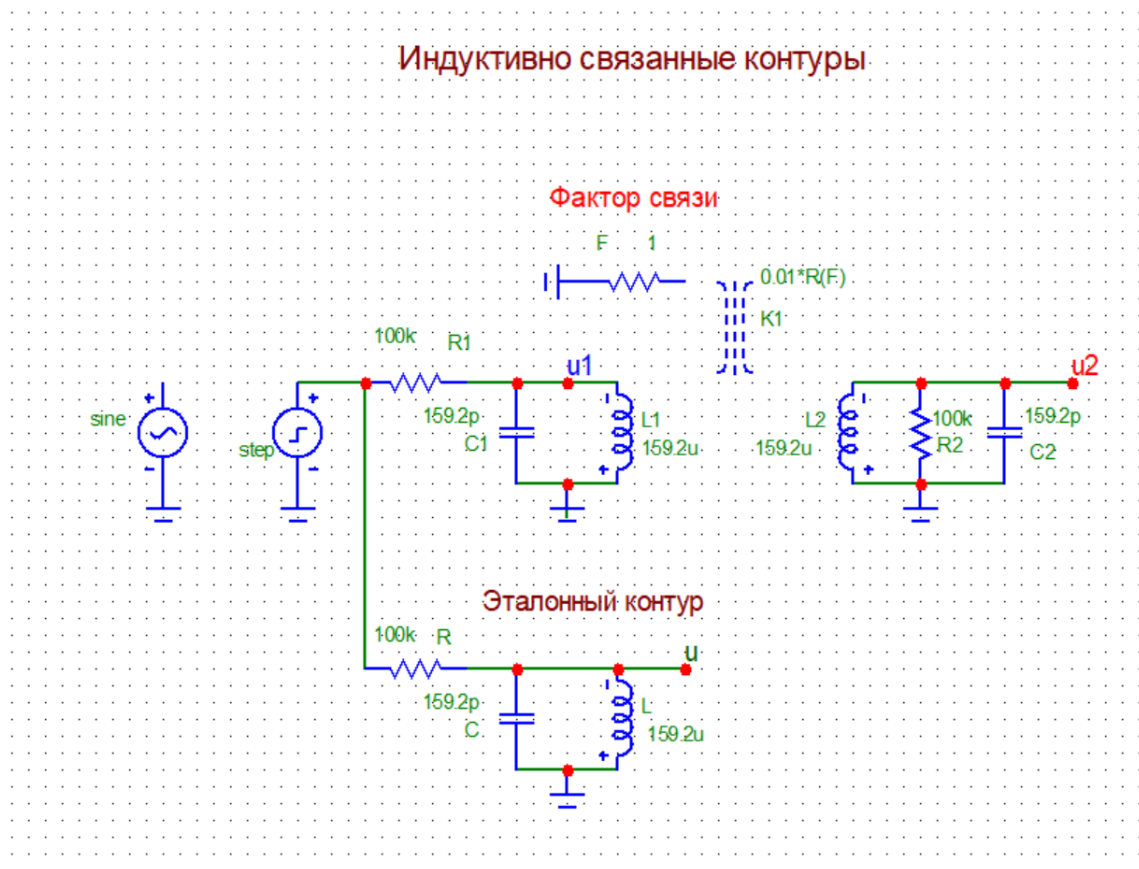 Индуктивно связанные контуры
Фактор связи
F 1
0.01*R(F)
K1
100k R1
u1
u2
sine
step
159.2p
C1
L1
159.2u
L2
159.2u
100k
R2
159.2p
C2
Эталонный контур
100k R
u
159.2p
C
L
159.2u